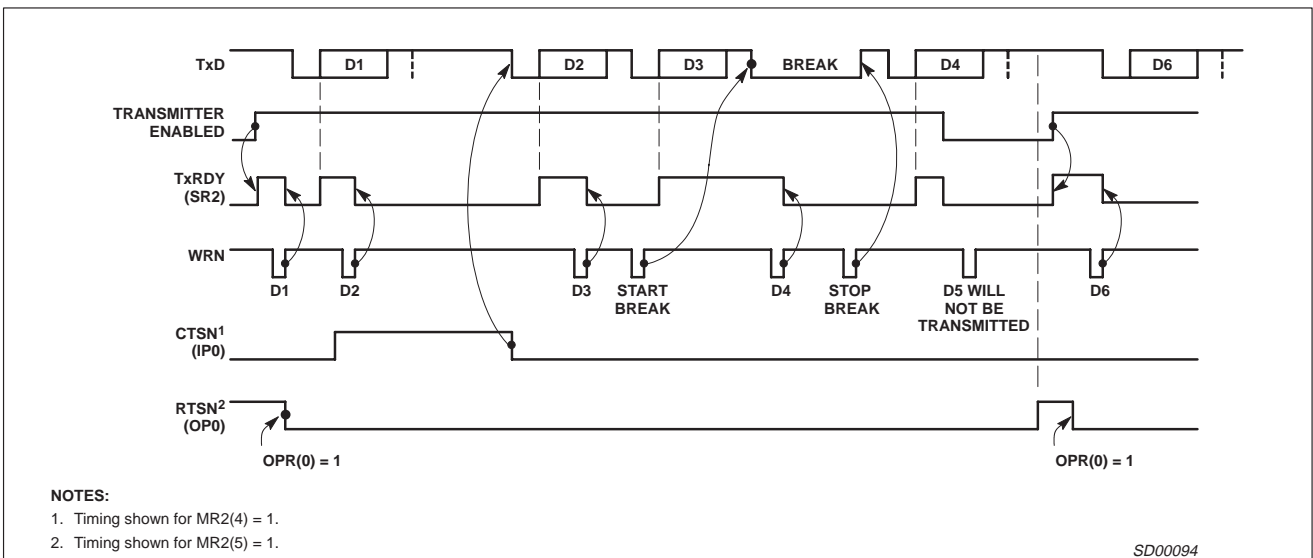 TxD
D1
D2
D3
BREAK
D4
D6
TRANSMITTER
ENABLED
TxRDY
(SR2)
WRN
D1
D2
D3
START
BREAK
D4
STOP
BREAK
D5 WILL
NOT BE
TRANSMITTED
D6
CTSN1
(IP0)
RTSN2
(OP0)
OPR(0) = 1
OPR(0) = 1
NOTES:
1. Timing shown for MR2(4) = 1.
2. Timing shown for MR2(5) = 1.
SD00094